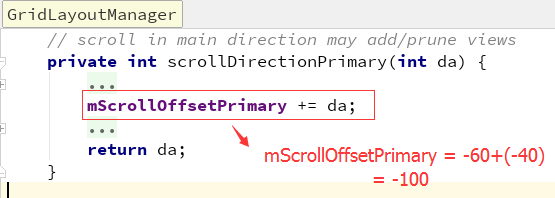 GridLayoutManager
// scroll in main direction may add/prune views
private int scrollDirectionPrimary(int da) {
...
mScrollOffsetPrimary += da;
...
return da;
}
mScrollOffsetPrimary = -60+(-40)
= -100